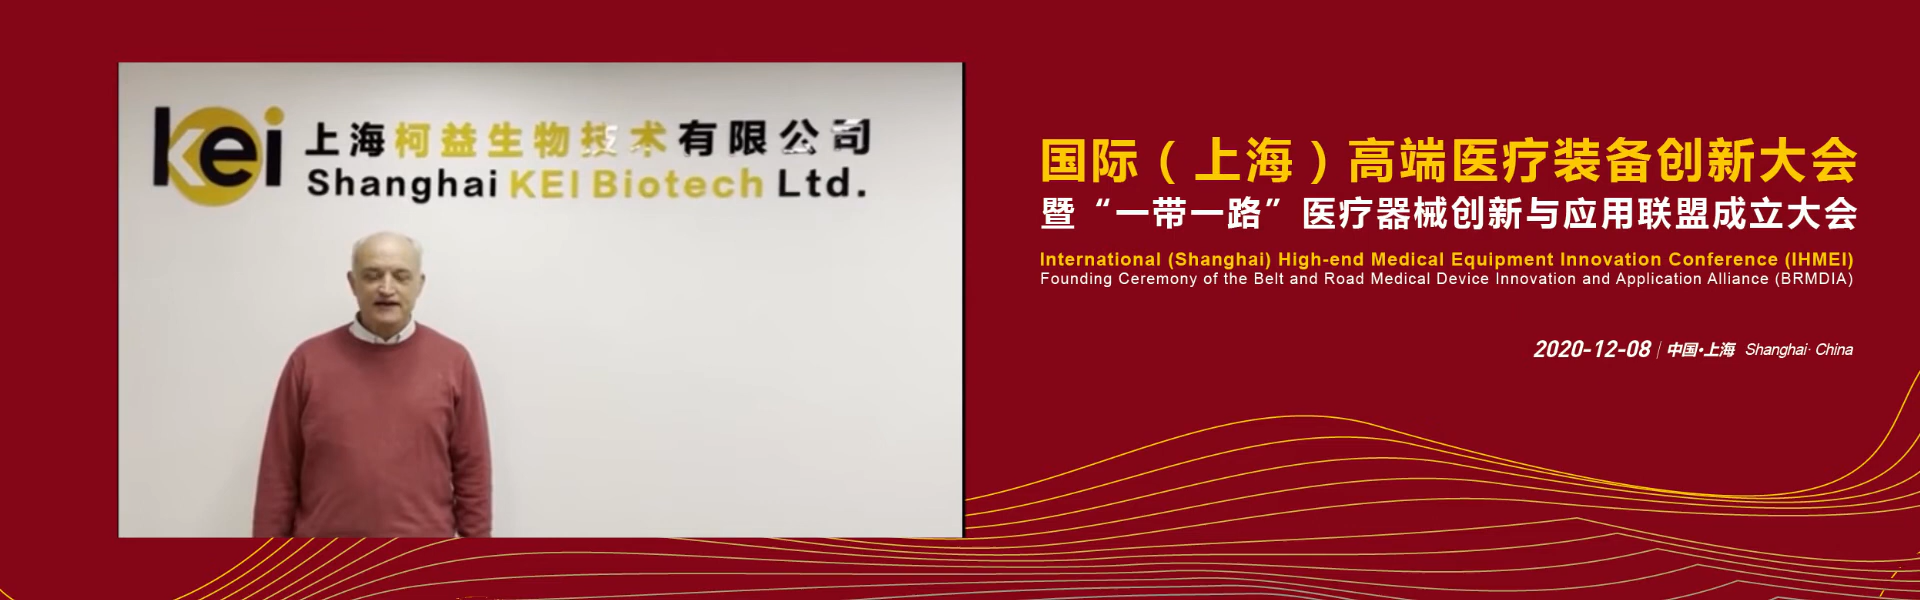 kei
上海柯益生物技术有限公司
Shanghai KEI Biotech Ltd.
国际（上海）高端医疗装备创新大会
暨“一带一路”医疗器械创新与应用联盟成立大会
International (Shanghai) High-end Medical Equipment Innovation Conference (IHMEI)
Founding Ceremony of the Belt and Road Medical Device Innovation and Application Alliance (BRMDIA)
2020-12-08 | 中国·上海 Shanghai· China